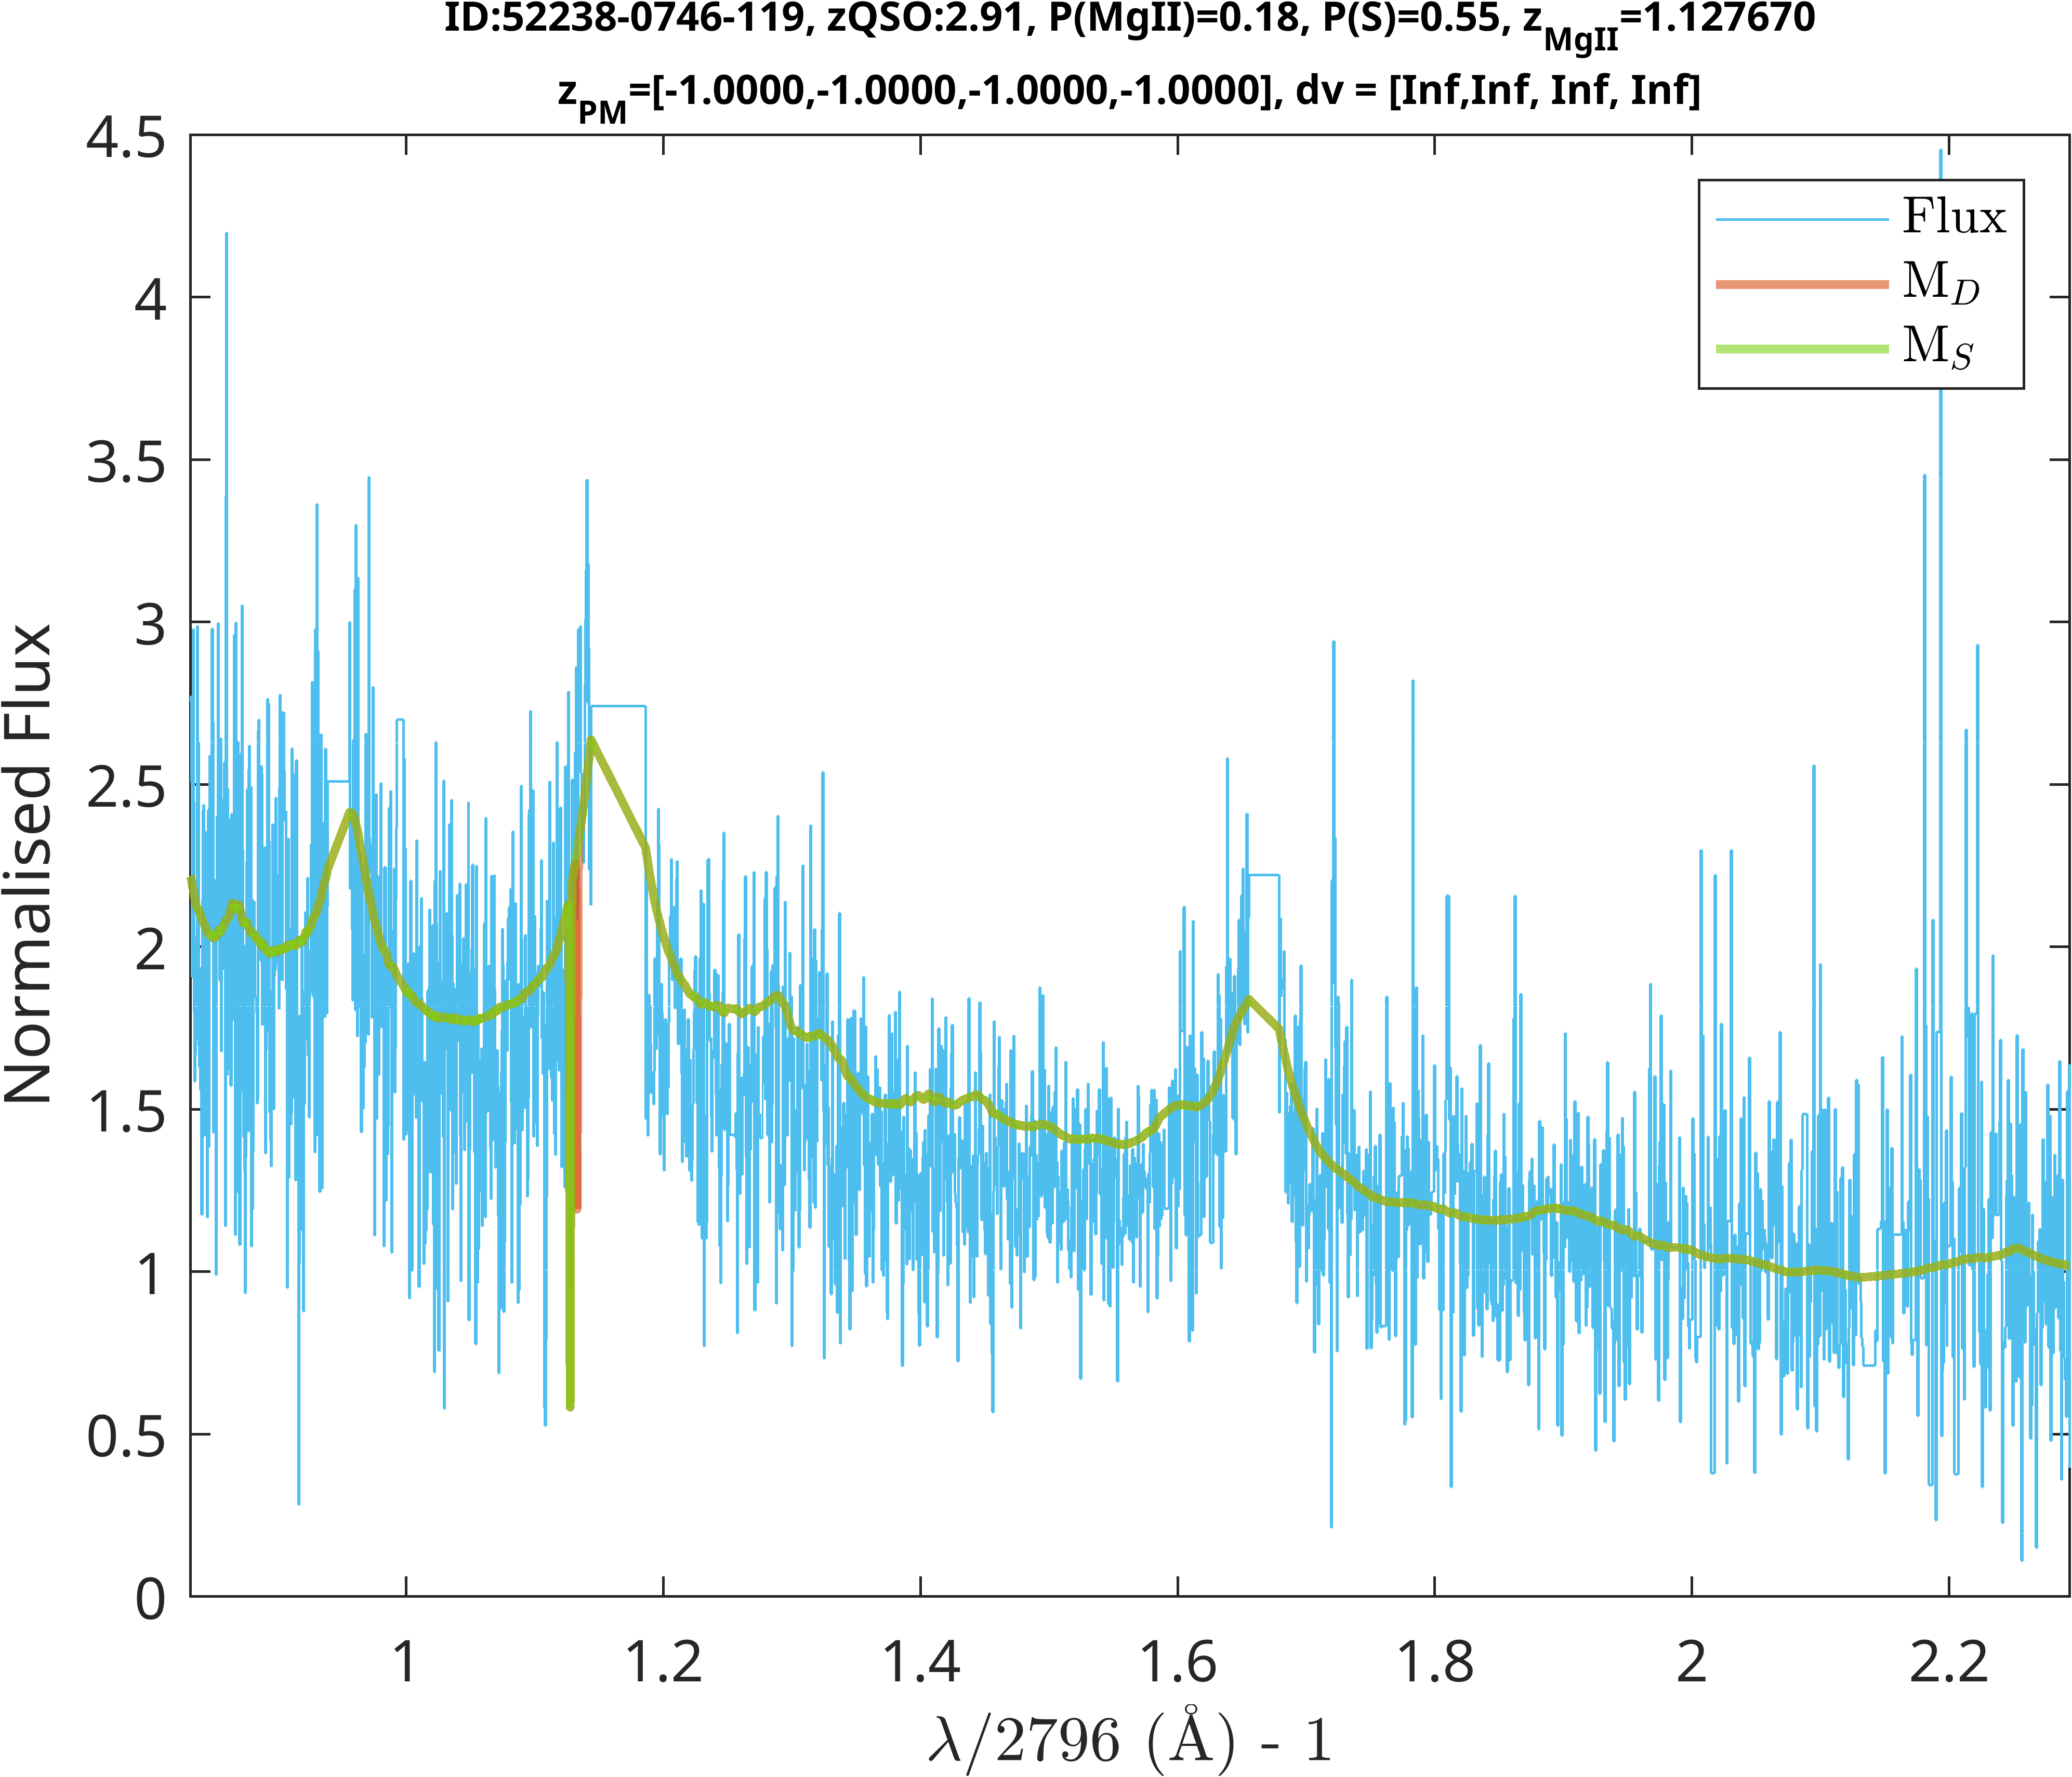 ID:52238-0746-119, zQSO:2.91, P(MgII)=0.18, P(S)=0.55, zMgII=1.127670
zPM=[-1.0000,-1.0000,-1.0000,-1.0000], dv = [Inf,Inf, Inf, Inf]
4.5
4
3.5
3
2.5
2
1.5
1
0.5
0
Normalised Flux
Flux
MD
MS
1
1.2
1.4
1.6
1.8
2
2.2
λ/2796 (Å) - 1